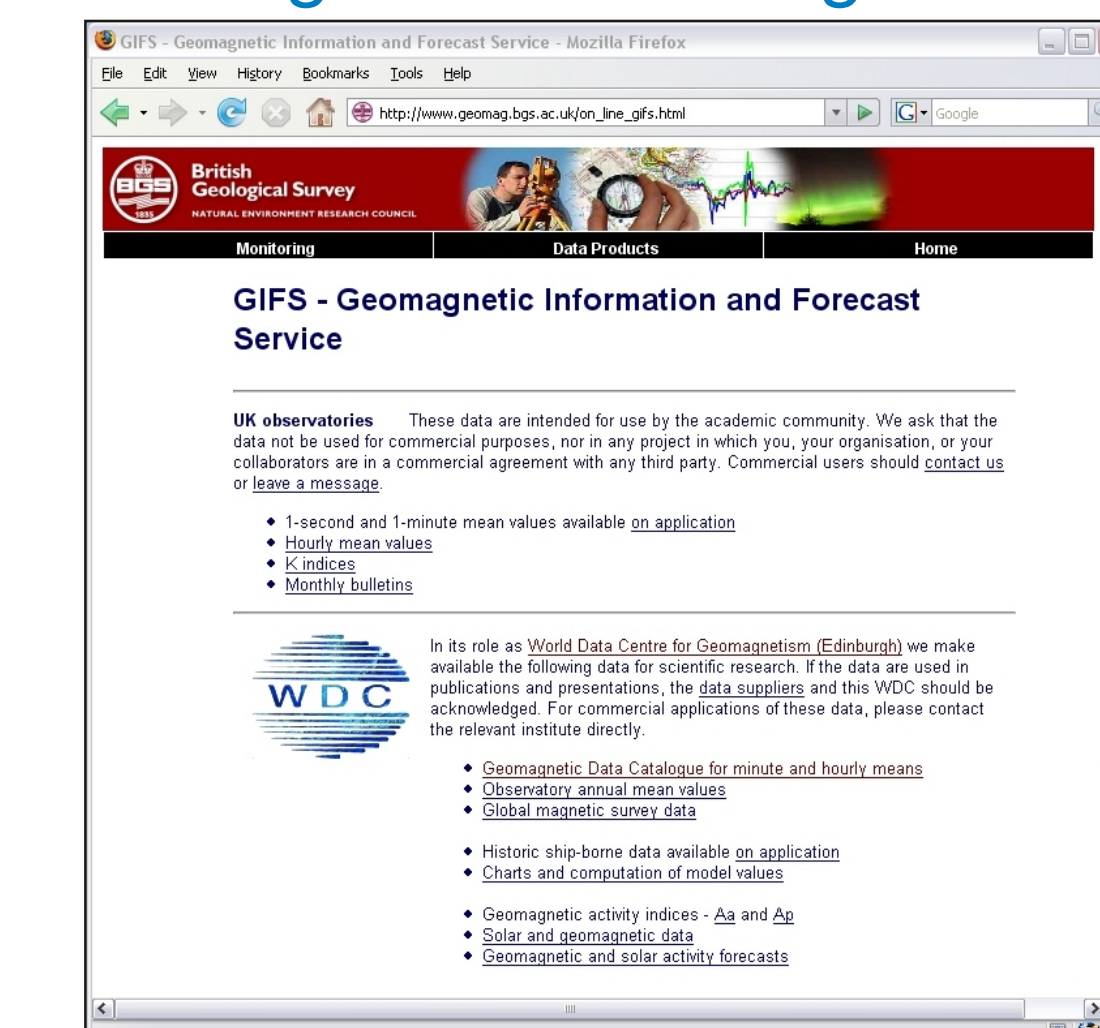 GIFS - Geomagnetic Information and Forecast Service - Mozilla Firefox
File Edit View History Bookmarks Tools Help
http://www.geomag.bgs.ac.uk/on_line_gifs.html
G Google
BGS
1835
British
Geological Survey
NATURAL ENVIRONMENT RESEARCH COUNCIL
Monitoring Data Products Home
GIFS - Geomagnetic Information and Forecast
Service
UK observatories These data are intended for use by the academic community. We ask that the
data not be used for commercial purposes, nor in any project in which you, your organisation, or your
collaborators are in a commercial agreement with any third party. Commercial users should contact us
or leave a message.
• 1-second and 1-minute mean values available on application
• Hourly mean values
• K indices
• Monthly bulletins
WDC
In its role as World Data Centre for Geomagnetism (Edinburgh) we make
available the following data for scientific research. If the data are used in
publications and presentations, the data suppliers and this WDC should be
acknowledged. For commercial applications of these data, please contact
the relevant institute directly.
• Geomagnetic Data Catalogue for minute and hourly means
• Observatory annual mean values
• Global magnetic survey data
• Historic ship-borne data available on application
• Charts and computation of model values
• Geomagnetic activity indices - Aa and Ap
• Solar and geomagnetic data
• Geomagnetic and solar activity forecasts